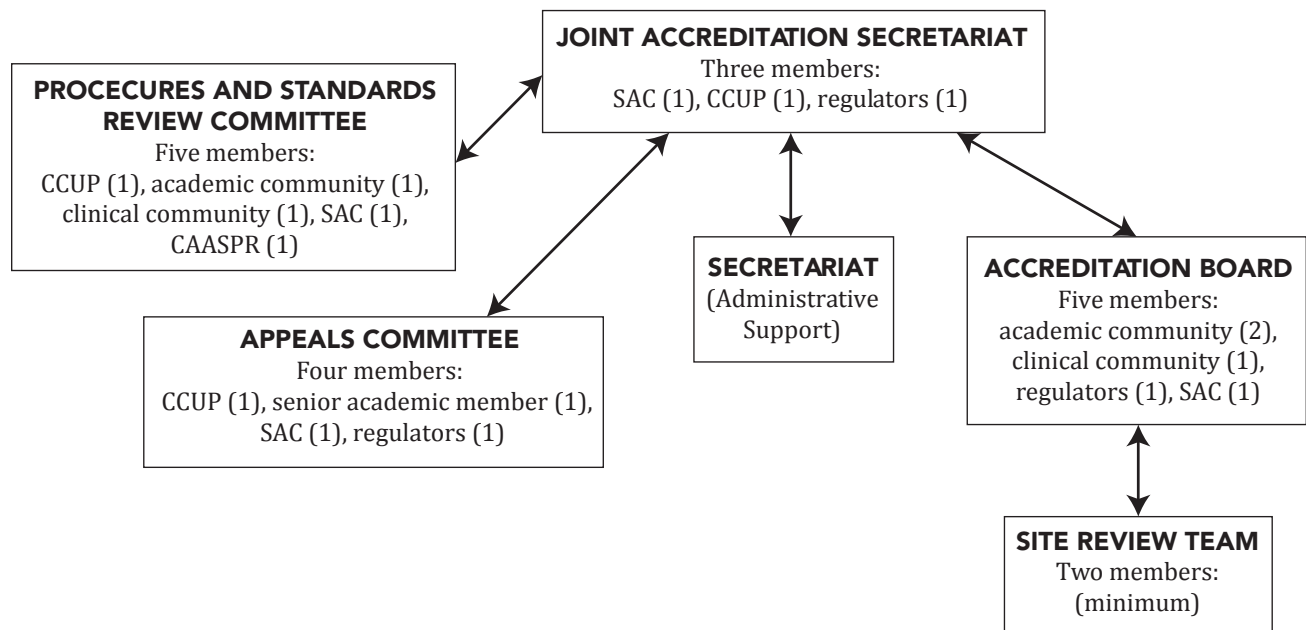 JOINT ACCREDITATION SECRETARIAT
Three members:
SAC (1), CCUP (1), regulators (1)
PROCECURES AND STANDARDS
REVIEW COMMITTEE
Five members:
CCUP (1), academic community (1),
clinical community (1), SAC (1),
CAASPR (1)
APPEALS COMMITTEE
Four members:
CCUP (1), senior academic member (1),
SAC (1), regulators (1)
SECRETARIAT
(Administrative
Support)
ACCREDITATION BOARD
Five members:
academic community (2),
clinical community (1),
regulators (1), SAC (1)
SITE REVIEW TEAM
Two members:
(minimum)